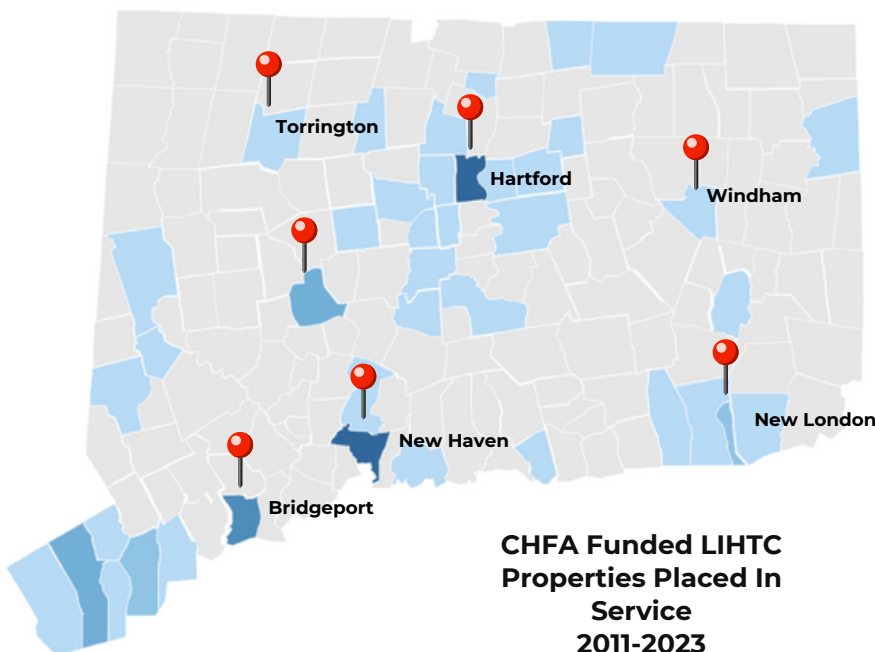 Torrington
Hartford
Windham
New London
New Haven
Bridgeport
CHFA Funded LIHTC
Properties Placed In
Service
2011-2023